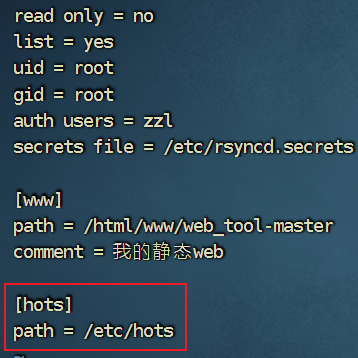 read only = no
list = yes
uid = root
gid = root
auth users = zzl
secrets file = /etc/rsyncd.secrets
[www]
path = /html/www/web_tool-master
comment = 我的静态web
[hots]
path = /etc/hots
~